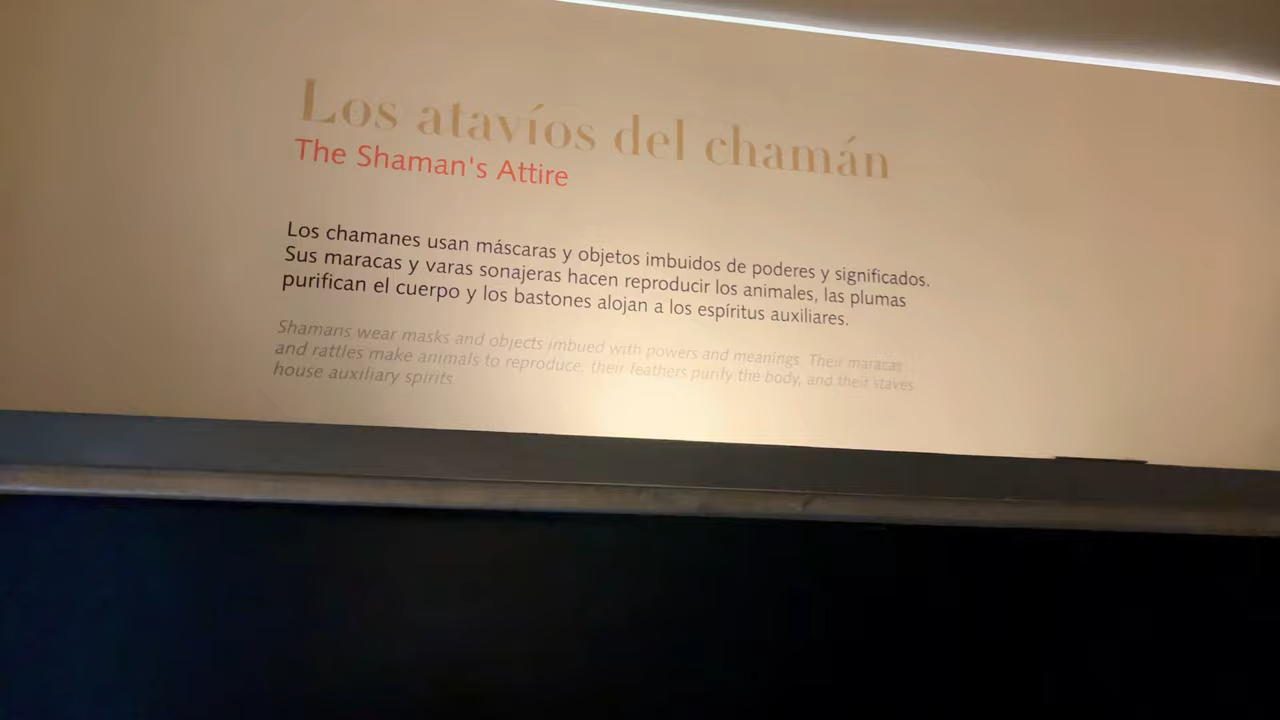 Los atavíos del chamán
The Shaman's Attire
Los chamanes usan máscaras y objetos imbuidos de poderes y significados.
Sus maracas y varas sonajeras hacen reproducir los animales, las plumas
purifican el cuerpo y los bastones alojan a los espíritus auxiliares.
Shamans wear masks and objects imbued with powers and meanings. Their maracas
and rattles make animals to reproduce, their feathers purify the body, and their staves
house auxiliary spirits.